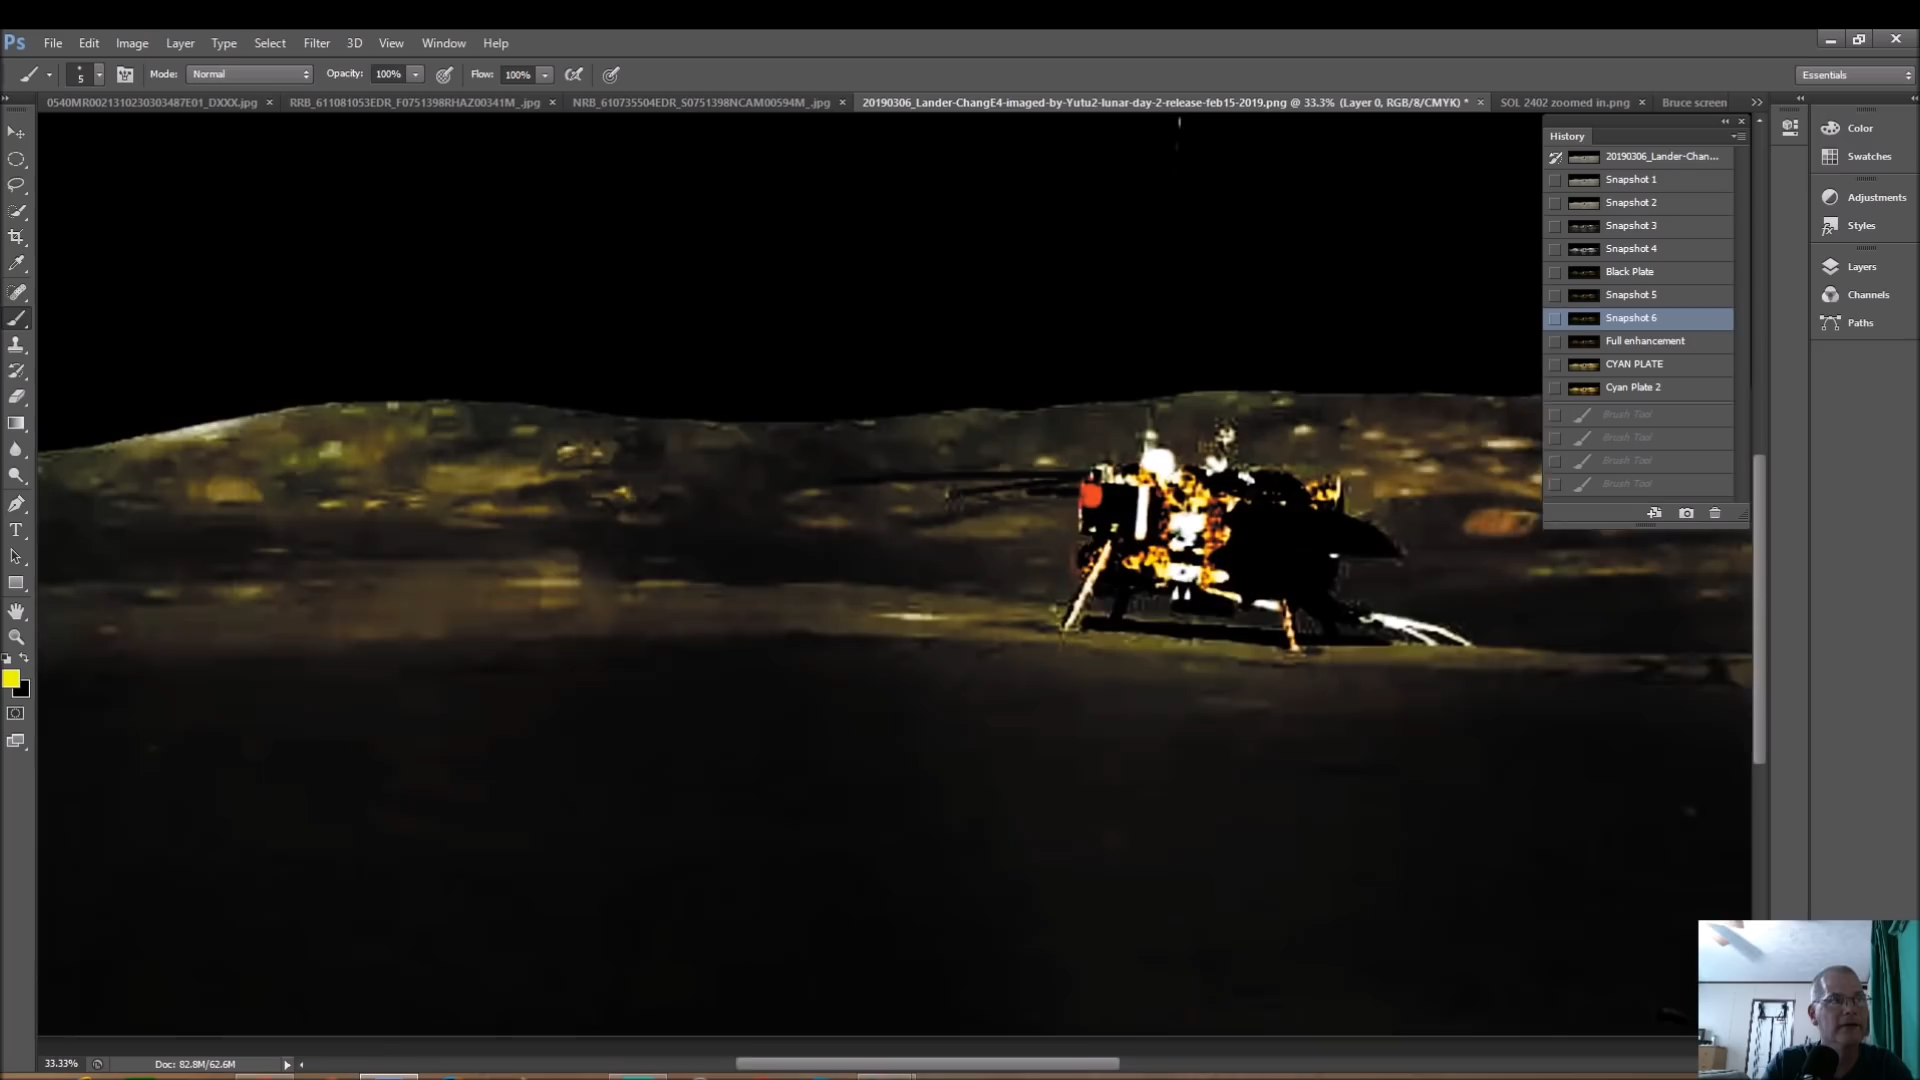 Ps File Edit Image Layer Type Select Filter 3D View Window Help
5 Mode: Normal Opacity: 100% Flow: 100% Essentials
0540MR0021310230303487E01_DXXX.jpg × RRB_611081053EDR_F0751398RHAZ00341M_.jpg × NRB_610735504EDR_S0751398NCAM00594M_.jpg × 20190306_Lander-ChangE4-imaged-by-Yutu2-lunar-day-2-release-feb15-2019.png @ 33.3% (Layer 0, RGB/8/CMYK) * × SOL 2402 zoomed in.png × Bruce screen
History
20190306_Lander-Chan...
Snapshot 1
Snapshot 2
Snapshot 3
Snapshot 4
Black Plate
Snapshot 5
Snapshot 6
Full enhancement
CYAN PLATE
Cyan Plate 2
Brush Tool
Brush Tool
Brush Tool
Brush Tool
Color
Swatches
Adjustments
Styles
Layers
Channels
Paths
33.33% Doc: 82.8M/62.6M